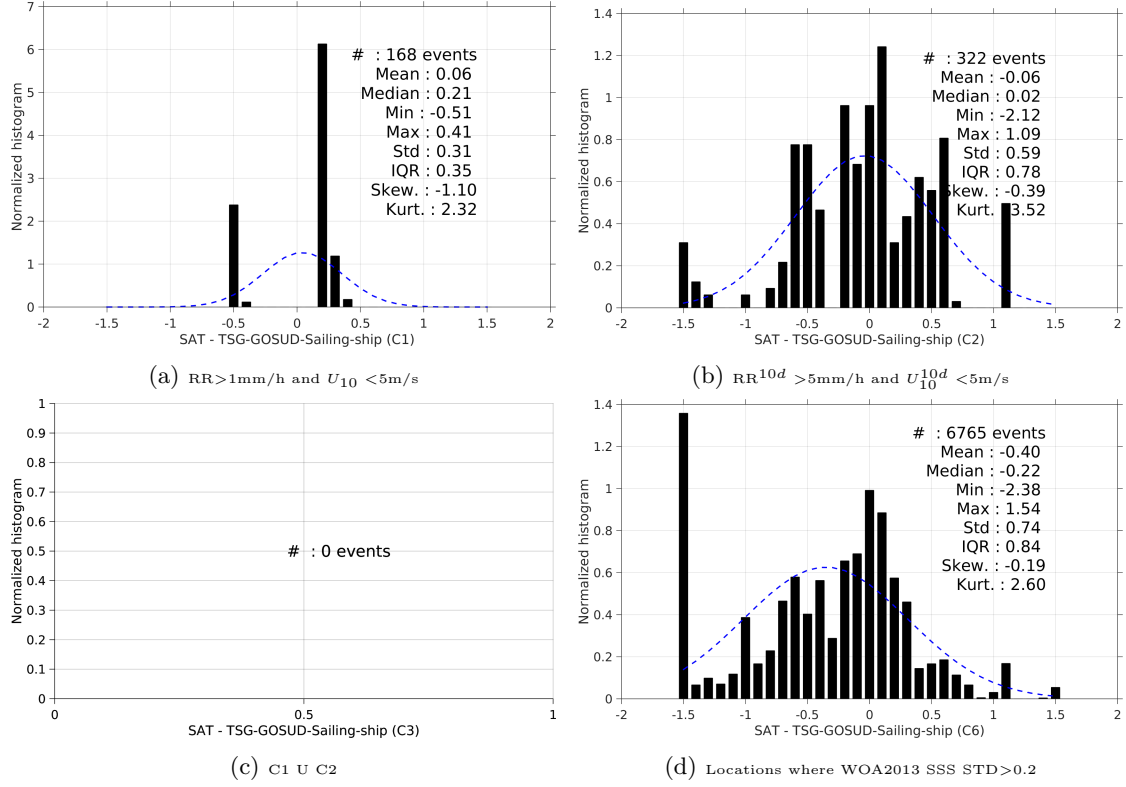 7
6
5
4
3
2
1
0
Normalized histogram
# : 168 events
Mean : 0.06
Median : 0.21
Min : -0.51
Max : 0.41
Std : 0.31
IQR : 0.35
Skew. : -1.10
Kurt. : 2.32
-2 -1.5 -1 -0.5 0 0.5 1 1.5 2
SAT - TSG-GOSUD-Sailing-ship (C1)
(a) RR>1mm/h and U10 <5m/s
1.4
1.2
1
0.8
0.6
0.4
0.2
0
Normalized histogram
# : 322 events
Mean : -0.06
Median : 0.02
Min : -2.12
Max : 1.09
Std : 0.59
IQR : 0.78
Skew. : -0.39
Kurt. : 3.52
-2 -1.5 -1 -0.5 0 0.5 1 1.5 2
SAT - TSG-GOSUD-Sailing-ship (C2)
(b) RR^10d >5mm/h and U_10^10d <5m/s
1
0.9
0.8
0.7
0.6
0.5
0.4
0.3
0.2
0.1
0
Normalized histogram
# : 0 events
0 0.5 1
SAT - TSG-GOSUD-Sailing-ship (C3)
(c) C1 U C2
1.4
1.2
1
0.8
0.6
0.4
0.2
0
Normalized histogram
# : 6765 events
Mean : -0.40
Median : -0.22
Min : -2.38
Max : 1.54
Std : 0.74
IQR : 0.84
Skew. : -0.19
Kurt. : 2.60
-2 -1.5 -1 -0.5 0 0.5 1 1.5 2
SAT - TSG-GOSUD-Sailing-ship (C6)
(d) Locations where WOA2013 SSS STD>0.2